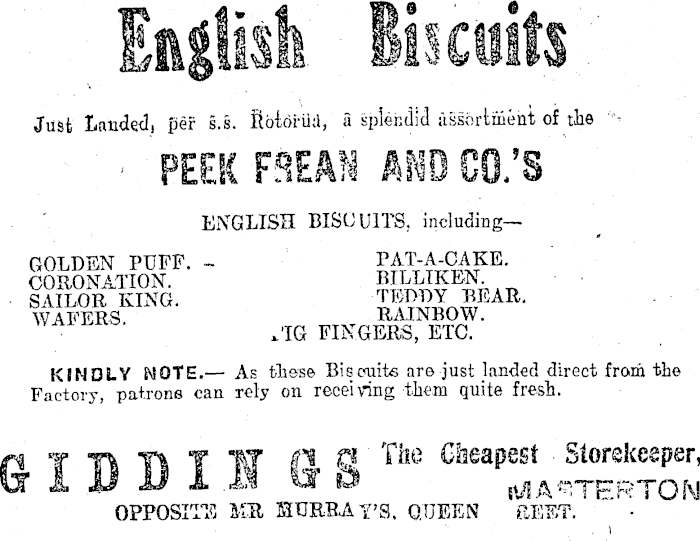 English Biscuits
Just Landed, per s.s. Rotorua, a splendid assortment of the
PEEK FREAN AND CO.'S
ENGLISH BISCUITS, including—
GOLDEN PUFF. PAT-A-CAKE.
CORONATION. BILLIKEN.
SAILOR KING. TEDDY BEAR.
WAFERS. RAINBOW.
FINGERS, ETC.
KINDLY NOTE.— As these Biscuits are just landed direct from the
Factory, patrons can rely on receiving them quite fresh.
GIDDINGS The Cheapest Storekeeper,
MASTERTON
OPPOSITE MR MURRAY'S, QUEEN